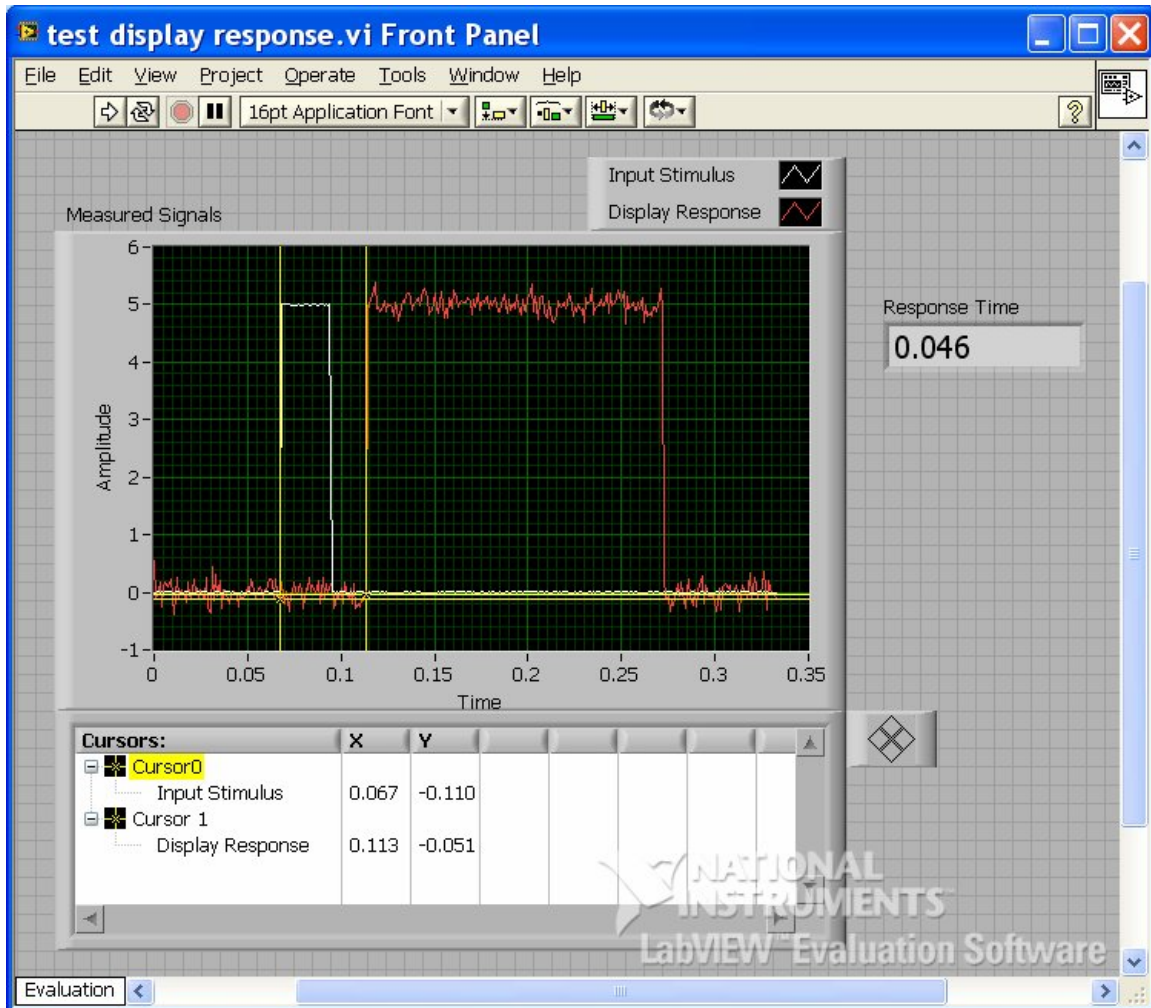 test display response.vi Front Panel
File Edit View Project Operate Tools Window Help
16pt Application Font
?
Input Stimulus
Display Response
Measured Signals
6
5
4
3
2
1
0
-1
Amplitude
0 0.05 0.1 0.15 0.2 0.25 0.3 0.35
Time
Response Time
0.046
Cursors: X Y
Cursor0
Input Stimulus 0.067 -0.110
Cursor 1
Display Response 0.113 -0.051
NATIONAL
INSTRUMENTS™
LabVIEW™ Evaluation Software
Evaluation